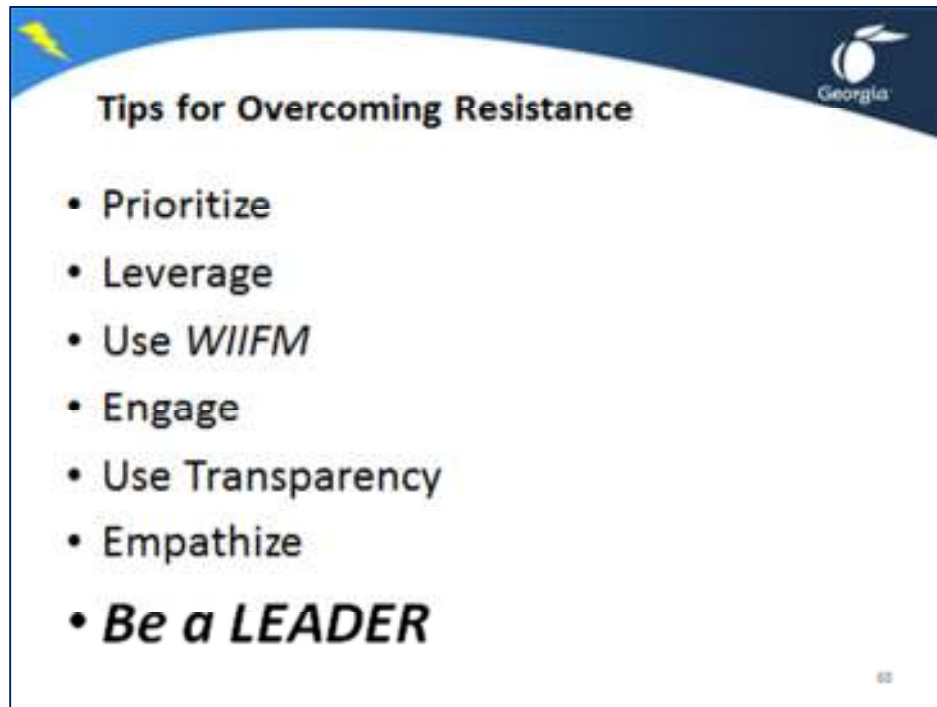 Georgia
Tips for Overcoming Resistance
• Prioritize
• Leverage
• Use WIIFM
• Engage
• Use Transparency
• Empathize
• Be a LEADER